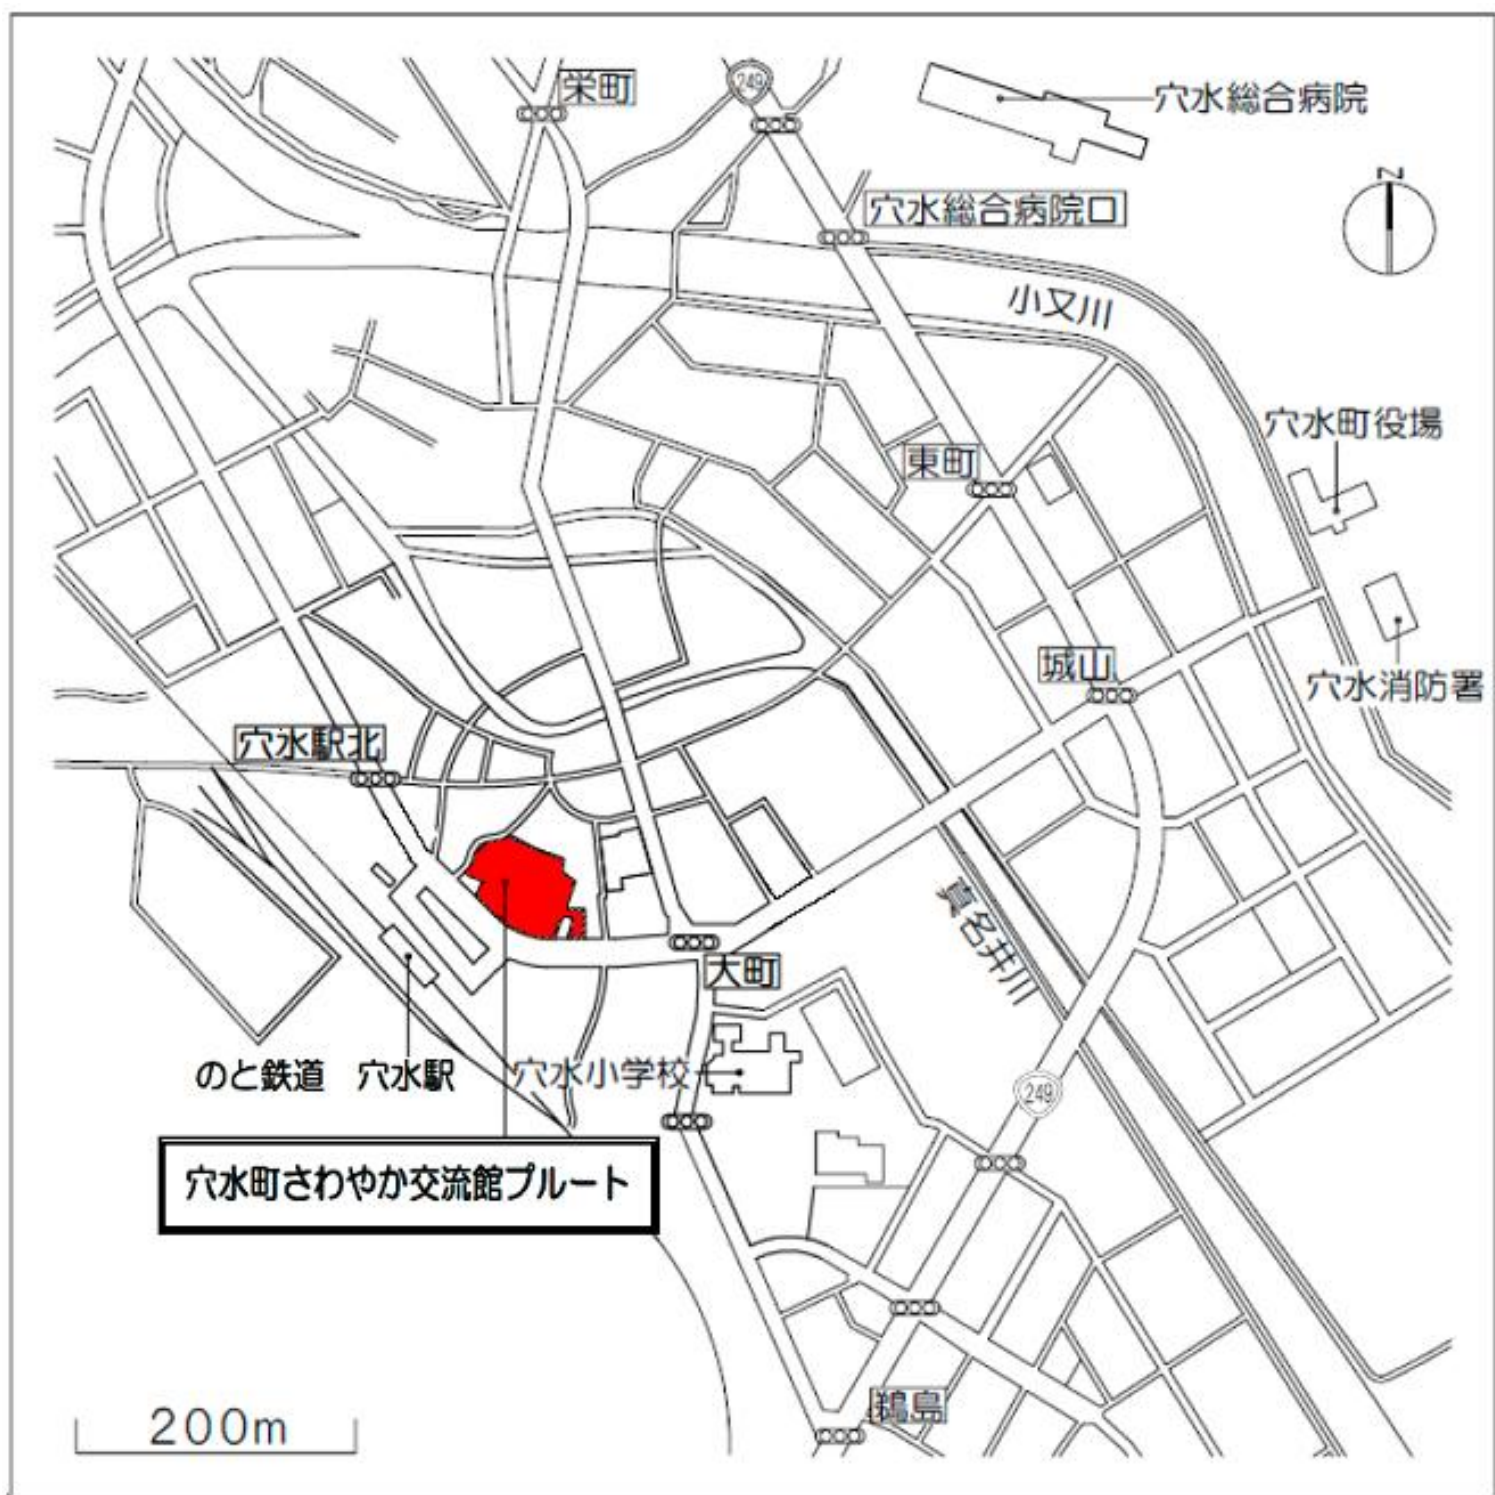 栄町
249
穴水総合病院
N
穴水総合病院口
小又川
穴水町役場
東町
城山
穴水消防署
穴水駅北
真名井川
大町
のと鉄道 穴水駅
穴水小学校
249
穴水町さわやか交流館プルート
鵜島
200m